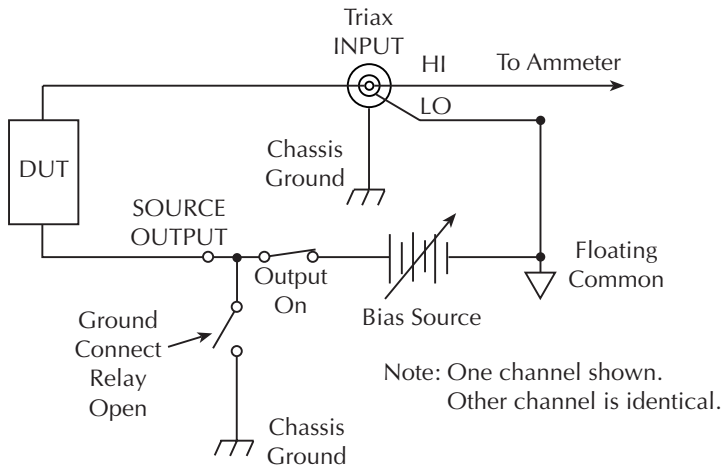 Triax
INPUT
HI
To Ammeter
LO
Chassis
Ground
DUT
SOURCE
OUTPUT
Output
On
Bias Source
Floating
Common
Ground
Connect
Relay
Open
Chassis
Ground
Note: One channel shown.
Other channel is identical.